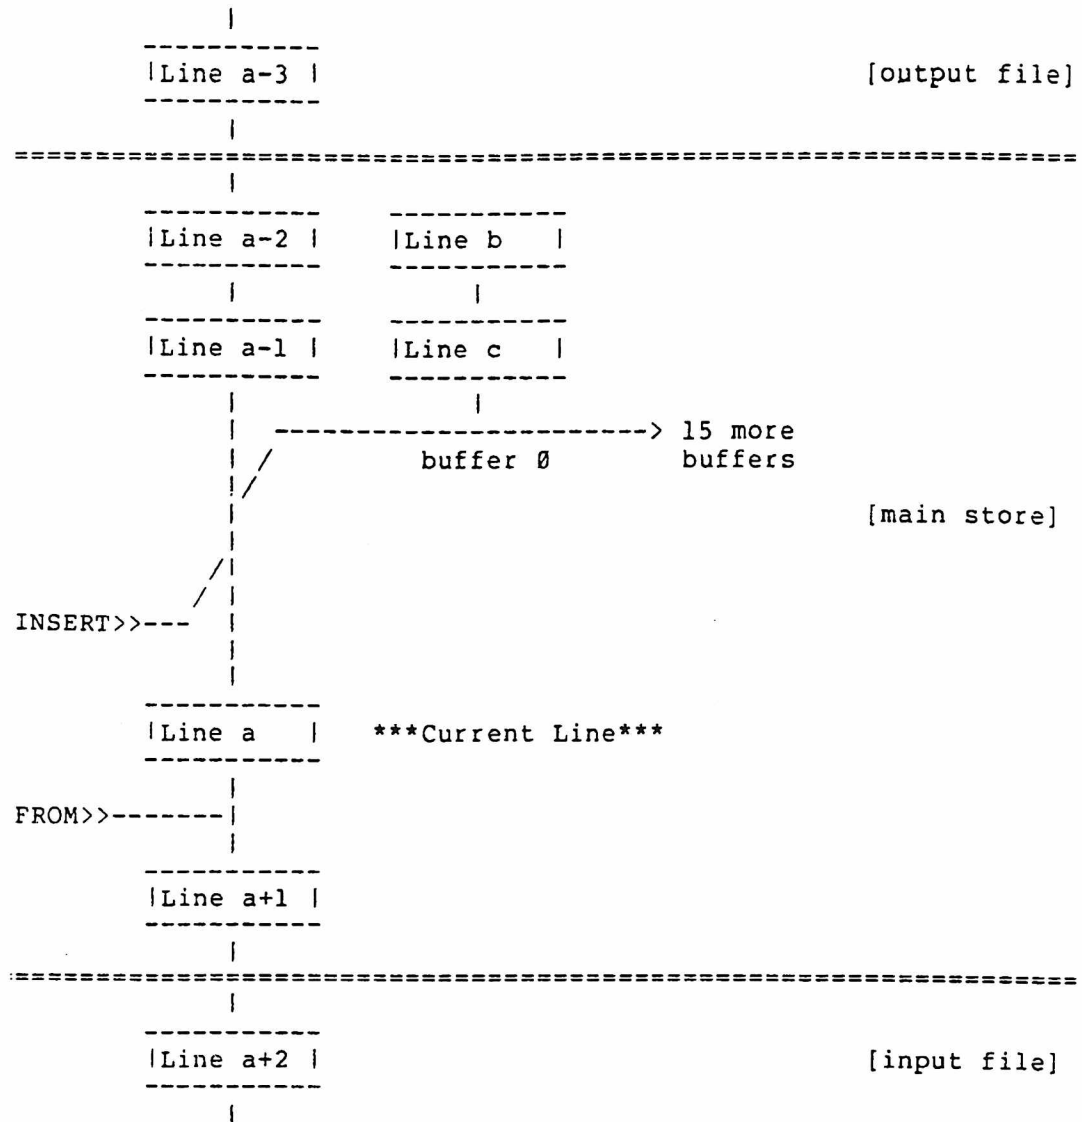 Line a-3 [output file]
Line a-2 Line b
Line a-1 Line c
15 more
buffer 0 buffers
[main store]
INSERT>>
Line a ***Current Line***
FROM>>
Line a+1
Line a+2 [input file]